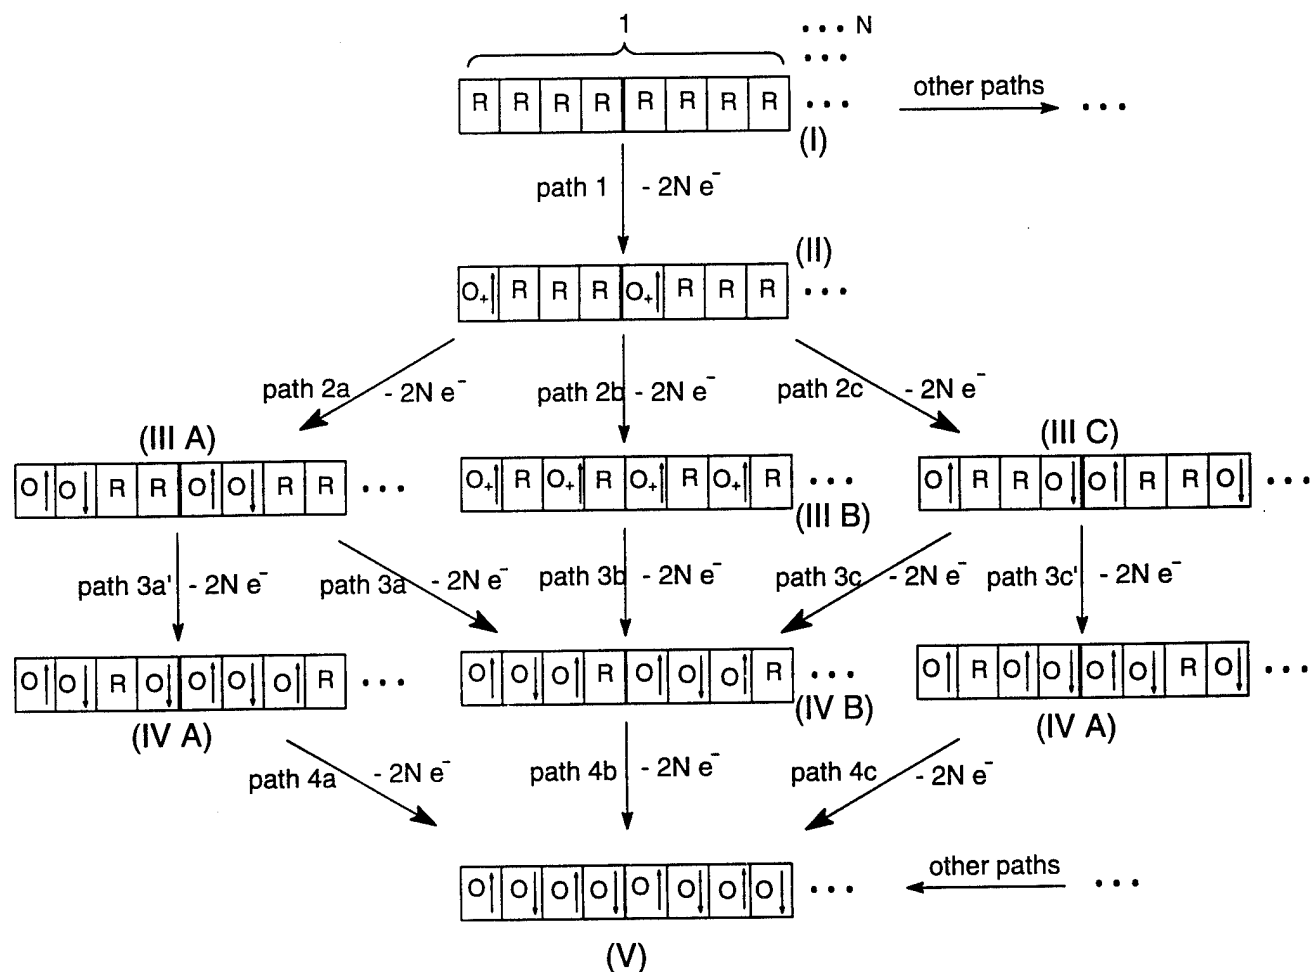 1 ••• N
•••
R R R R R R R R ••• other paths •••
(I)
path 1 - 2N e⁻
(II)
O₊↑ R R R O₊↑ R R R •••
path 2a - 2N e⁻ path 2b - 2N e⁻ path 2c - 2N e⁻
(III A) (III C)
O↑ O↓ R R O↑ O↓ R R ••• O₊↑ R O₊↑ R O₊↑ R O₊↑ R ••• O↑ R R O↓ O↑ R R O↓ •••
(III B)
path 3a' - 2N e⁻ path 3a - 2N e⁻ path 3b - 2N e⁻ path 3c - 2N e⁻ path 3c' - 2N e⁻
O↑ O↓ R O↓ O↑ O↓ O↑ R ••• O↑ O↓ O↑ R O↑ O↓ O↑ R ••• O↑ R O↑ O↓ O↑ O↓ R O↓ •••
(IV A) (IV B) (IV A)
path 4a - 2N e⁻ path 4b - 2N e⁻ path 4c - 2N e⁻
O↑ O↓ O↑ O↓ O↑ O↓ O↑ O↓ ••• other paths •••
(V)